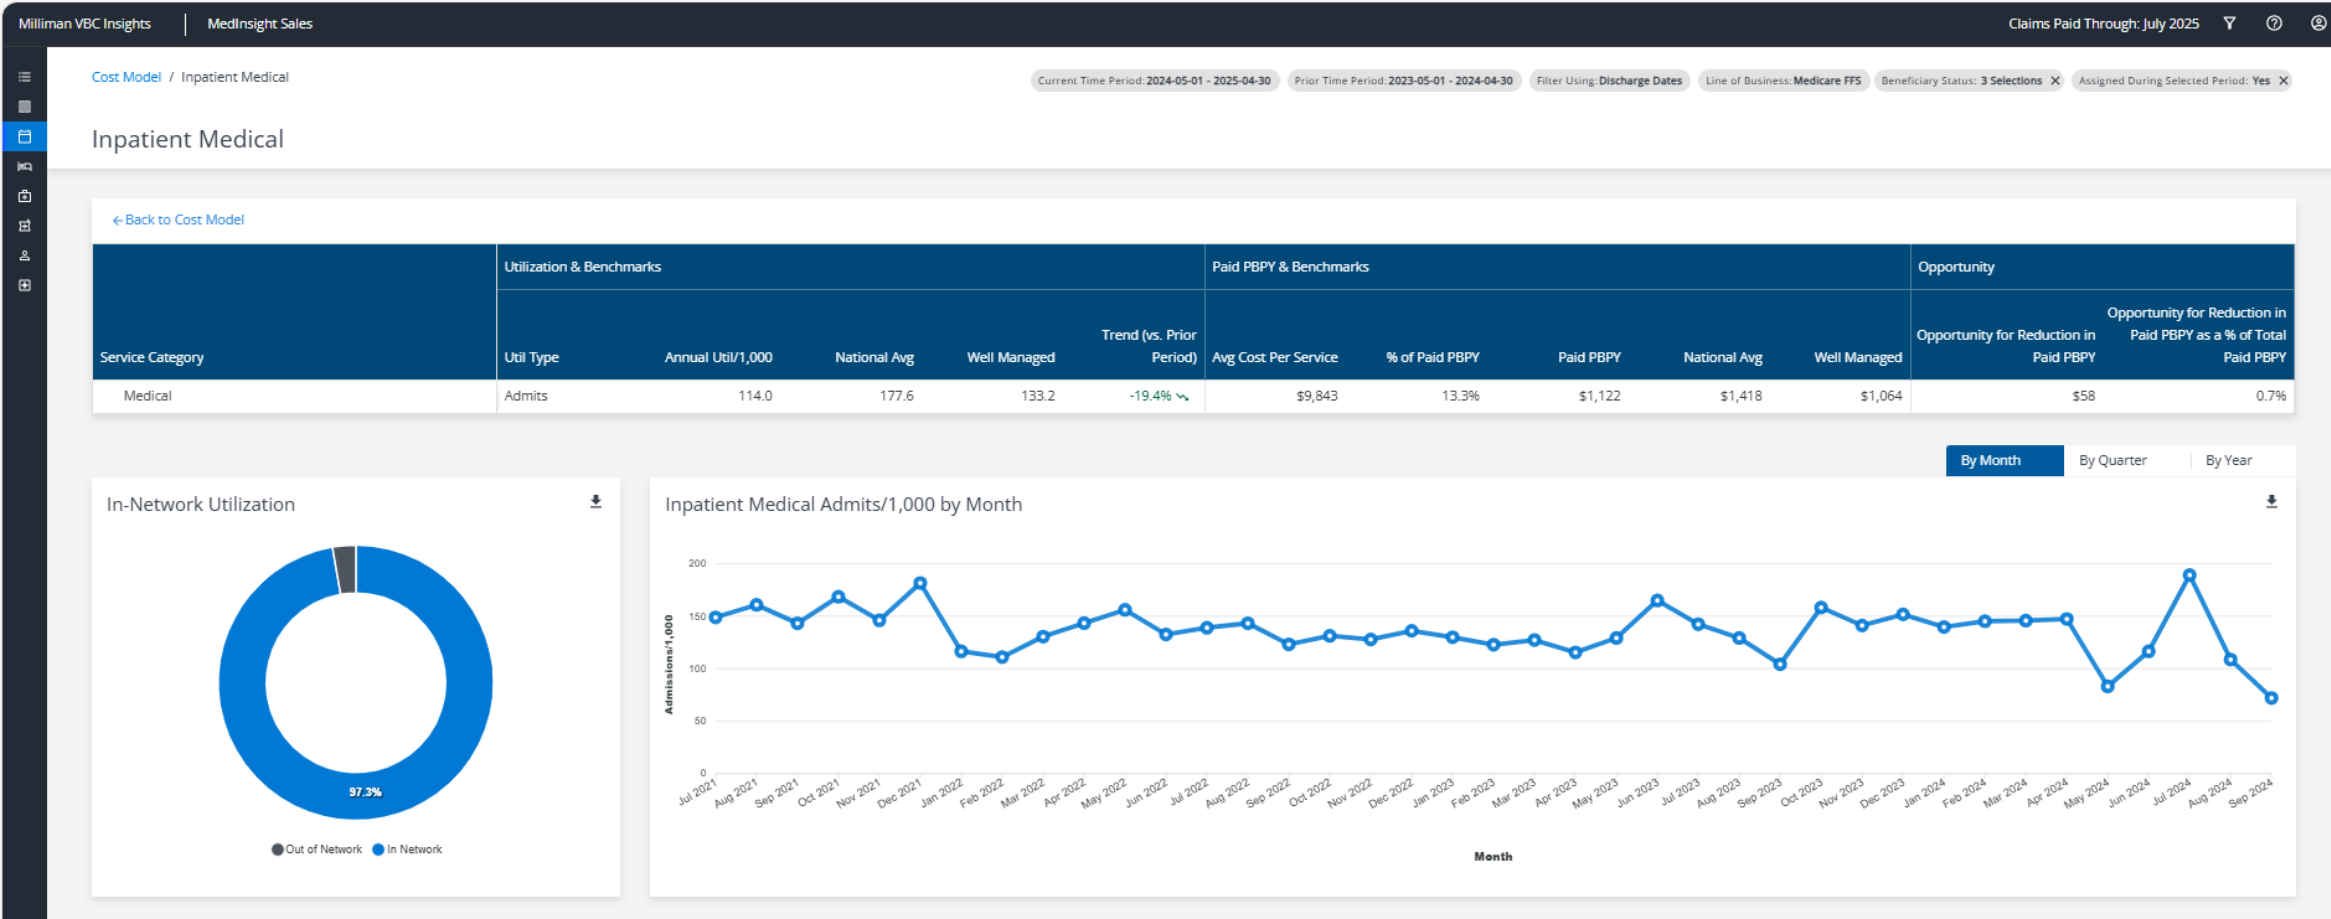 Milliman VBC Insights MedInsight Sales Claims Paid Through: July 2025
Cost Model / Inpatient Medical
Current Time Period: 2024-05-01 - 2025-04-30 Prior Time Period: 2023-05-01 - 2024-04-30 Filter Using: Discharge Dates Line of Business: Medicare FFS Beneficiary Status: 3 Selections Assigned During Selected Period: Yes
Inpatient Medical
←Back to Cost Model
Utilization & Benchmarks Paid PBPY & Benchmarks Opportunity
Service Category Util Type Annual Util/1,000 National Avg Well Managed
Trend (vs. Prior
Period)
Avg Cost Per Service % of Paid PBPY Paid PBPY National Avg Well Managed
Opportunity for Reduction in
Paid PBPY
Opportunity for Reduction in
Paid PBPY as a % of Total
Paid PBPY
Medical Admits 114.0 177.6 133.2 -19.4% $9,843 13.3% $1,122 $1,418 $1,064 $58 0.7%
By Month By Quarter By Year
In-Network Utilization
97.3%
Out of Network In Network
Inpatient Medical Admits/1,000 by Month
Admissions/1,000
200
150
100
50
0
Jul 2021 Aug 2021 Sep 2021 Oct 2021 Nov 2021 Dec 2021 Jan 2022 Feb 2022 Mar 2022 Apr 2022 May 2022 Jun 2022 Jul 2022 Aug 2022 Sep 2022 Oct 2022 Nov 2022 Dec 2022 Jan 2023 Feb 2023 Mar 2023 Apr 2023 May 2023 Jun 2023 Jul 2023 Aug 2023 Sep 2023 Oct 2023 Nov 2023 Dec 2023 Jan 2024 Feb 2024 Mar 2024 Apr 2024 May 2024 Jun 2024 Jul 2024 Aug 2024 Sep 2024
Month